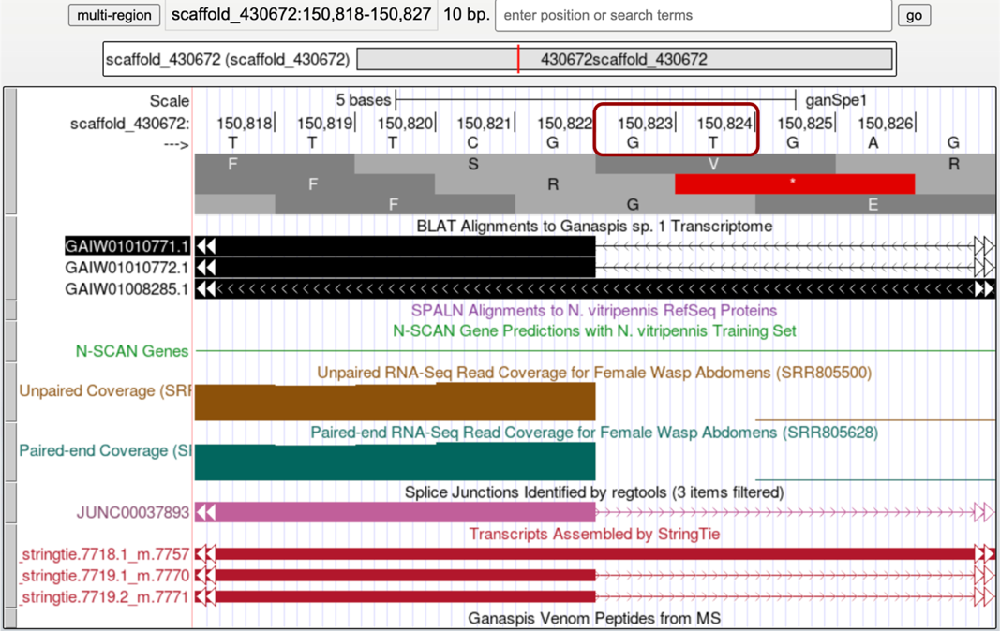 multi-region scaffold_430672:150,818-150,827 10 bp. enter position or search terms go
scaffold_430672 (scaffold_430672) 430672scaffold_430672
Scale 5 bases ganSpe1
scaffold_430672: 150,818 150,819 150,820 150,821 150,822 150,823 150,824 150,825 150,826
---> T T T C G G T G A G
F S V R
F R *
F G E
BLAT Alignments to Ganaspis sp. 1 Transcriptome
GAIW01010771.1
GAIW01010772.1
GAIW01008285.1
SPALN Alignments to N. vitripennis RefSeq Proteins
N-SCAN Gene Predictions with N. vitripennis Training Set
N-SCAN Genes
Unpaired RNA-Seq Read Coverage for Female Wasp Abdomens (SRR805500)
Unpaired Coverage (SRR
Paired-end RNA-Seq Read Coverage for Female Wasp Abdomens (SRR805628)
Paired-end Coverage (SI
Splice Junctions Identified by regtools (3 items filtered)
JUNC00037893
Transcripts Assembled by StringTie
_stringtie.7718.1_m.7757
_stringtie.7719.1_m.7770
_stringtie.7719.2_m.7771
Ganaspis Venom Peptides from MS